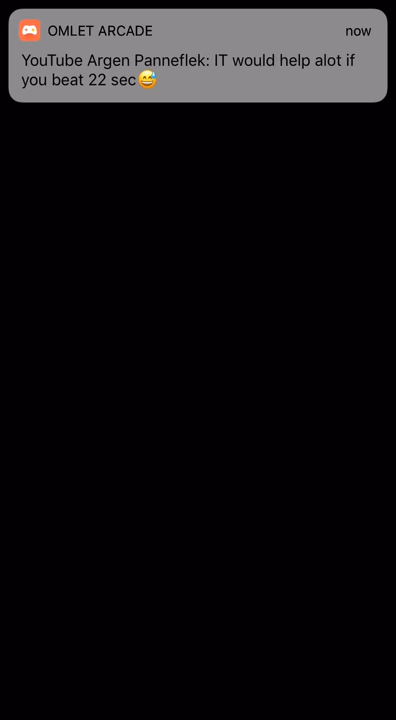 OMLET ARCADE now
YouTube Argen Panneflek: IT would help alot if
you beat 22 sec😅